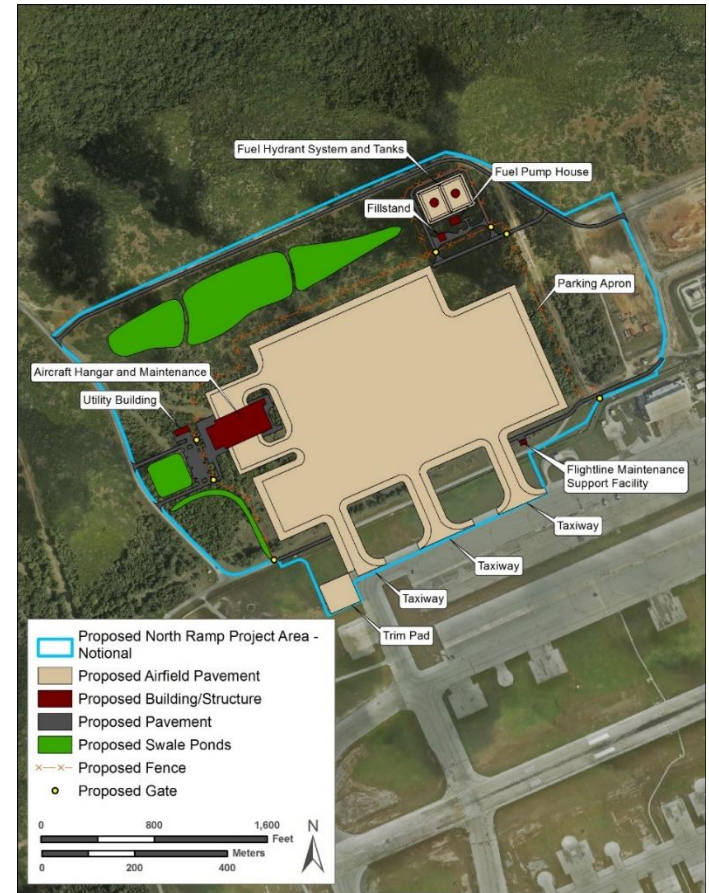 Fuel Hydrant System and Tanks
Fuel Pump House
Fillstand
Parking Apron
Aircraft Hangar and Maintenance
Utility Building
Flightline Maintenance
Support Facility
Taxiway
Taxiway
Taxiway
Trim Pad
Proposed North Ramp Project Area -
Notional
Proposed Airfield Pavement
Proposed Building/Structure
Proposed Pavement
Proposed Swale Ponds
Proposed Fence
Proposed Gate
0 800 1,600
Feet
N
Meters
0 200 400